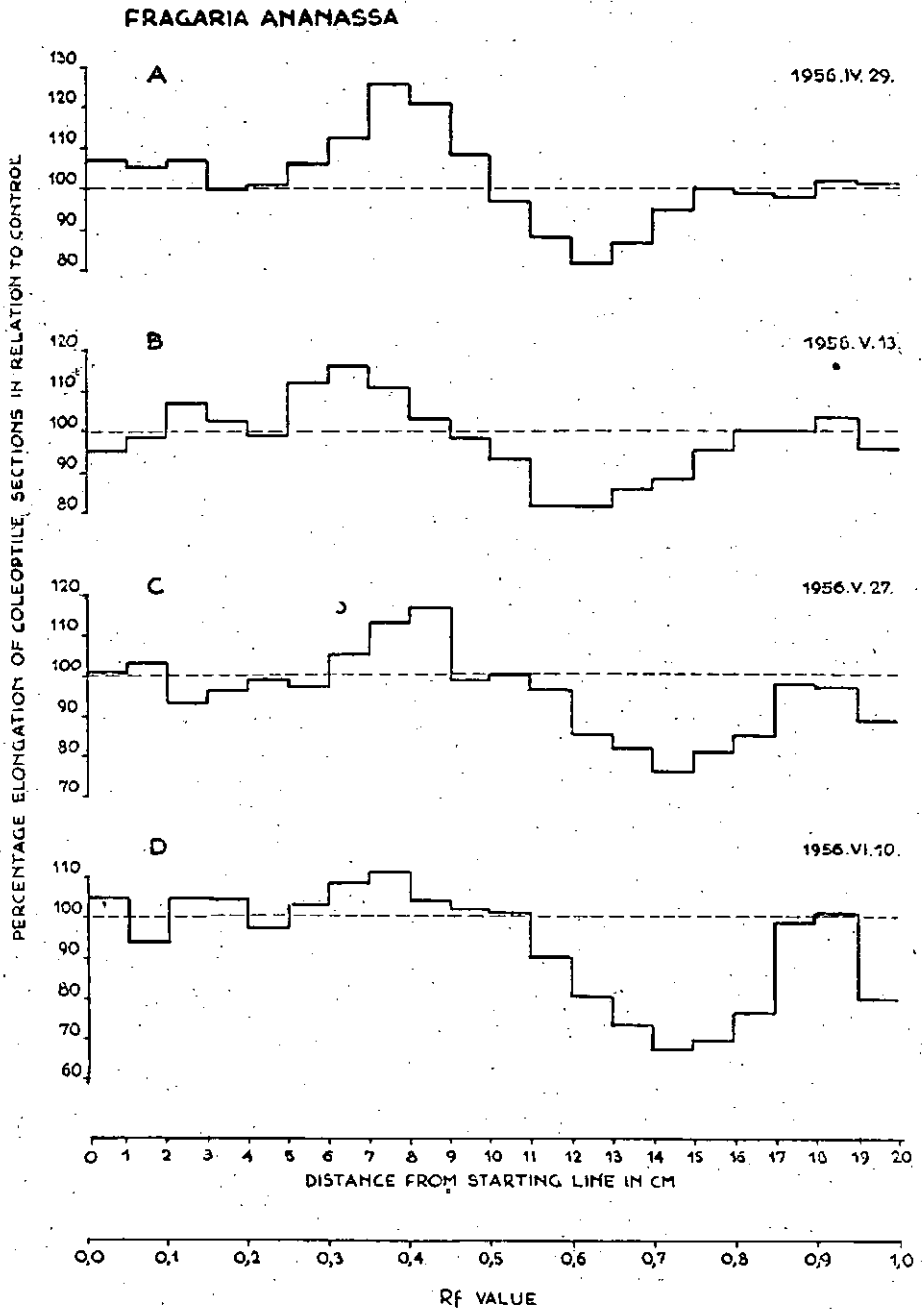 FRAGARIA ANANASSA
PERCENTAGE ELONGATION OF COLEOPTILE SECTIONS IN RELATION TO CONTROL
A
1956.IV.29.
130
120
110
100
90
80
B
1956.V.13.
120
110
100
90
80
C
1956.V.27.
120
110
100
90
80
70
D
1956.VI.10.
110
100
90
80
70
60
0 1 2 3 4 5 6 7 8 9 10 11 12 13 14 15 16 17 18 19 20
DISTANCE FROM STARTING LINE IN CM
0,0 0,1 0,2 0,3 0,4 0,5 0,6 0,7 0,8 0,9 1,0
Rf VALUE